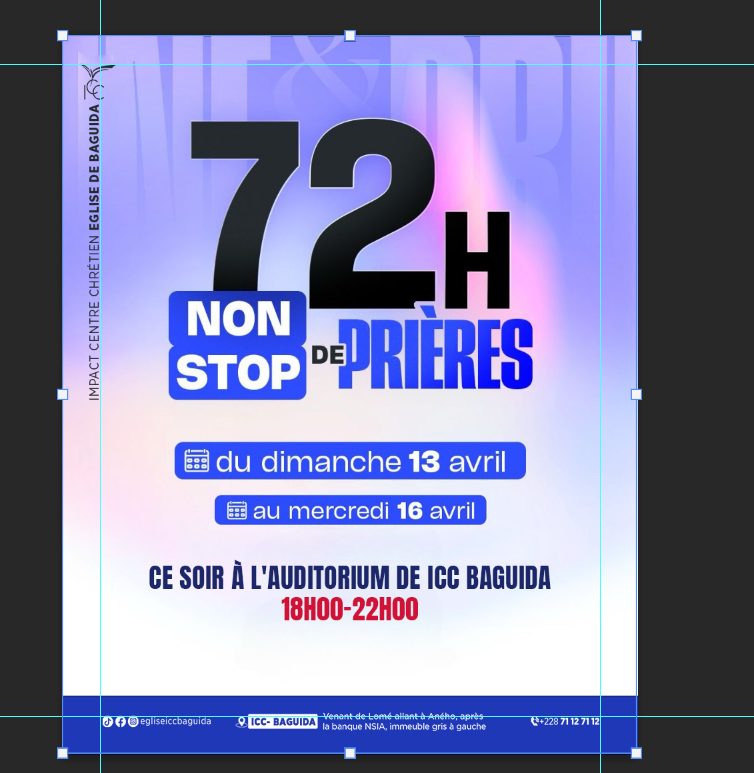 IMPACT CENTRE CHRÉTIEN EGLISE DE BAGUIDA
72H
NON
STOP
DE PRIÈRES
du dimanche 13 avril
au mercredi 16 avril
CE SOIR À L'AUDITORIUM DE ICC BAGUIDA
18H00-22H00
egliseiccbaguida
ICC- BAGUIDA
Venant de Lomé allant à Aného, après
la banque NSIA, immeuble gris à gauche
+228 71 12 71 12